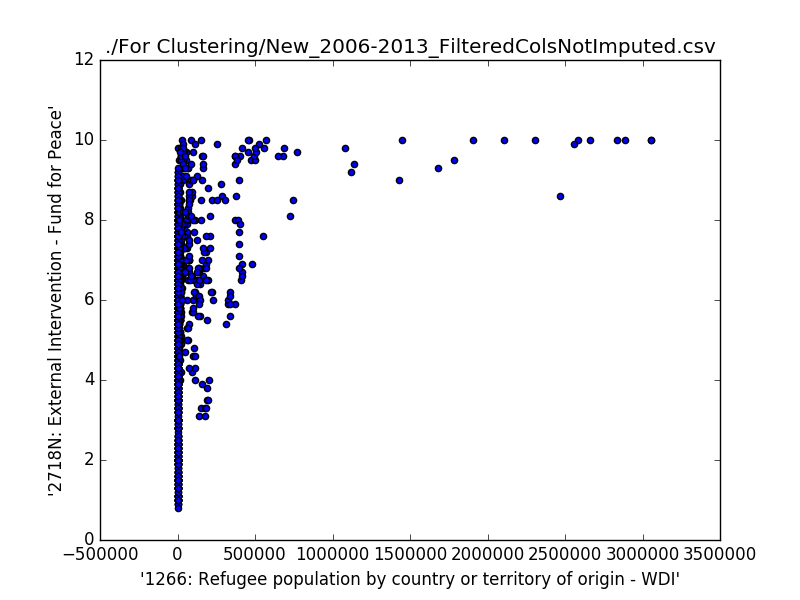 ./For Clustering/New_2006-2013_FilteredColsNotImputed.csv
12
10
8
6
4
2
0
'2718N: External Intervention - Fund for Peace'
−500000 0 500000 1000000 1500000 2000000 2500000 3000000 3500000
'1266: Refugee population by country or territory of origin - WDI'